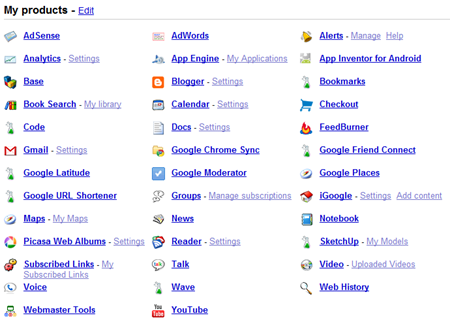 My products - Edit
AdSense AdWords Alerts - Manage Help
Analytics - Settings App Engine - My Applications App Inventor for Android
Base Blogger - Settings Bookmarks
Book Search - My library Calendar - Settings Checkout
Code Docs - Settings FeedBurner
Gmail - Settings Google Chrome Sync Google Friend Connect
Google Latitude Google Moderator Google Places
Google URL Shortener Groups - Manage subscriptions iGoogle - Settings Add content
Maps - My Maps News Notebook
Picasa Web Albums - Settings Reader - Settings SketchUp - My Models
Subscribed Links - My Talk Video - Uploaded Videos
Subscribed Links
Voice Wave Web History
Webmaster Tools YouTube